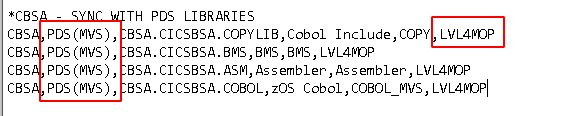 *CBSA - SYNC WITH PDS LIBRARIES
CBSA,PDS(MVS),CBSA.CICSBSA.COPYLIB,Cobol Include,COPY,LVL4MOP
CBSA,PDS(MVS),CBSA.CICSBSA.BMS,BMS,BMS,LVL4MOP
CBSA,PDS(MVS),CBSA.CICSBSA.ASM,Assembler,Assembler,LVL4MOP
CBSA,PDS(MVS),CBSA.CICSBSA.COBOL,zOS Cobol,COBOL_MVS,LVL4MOP